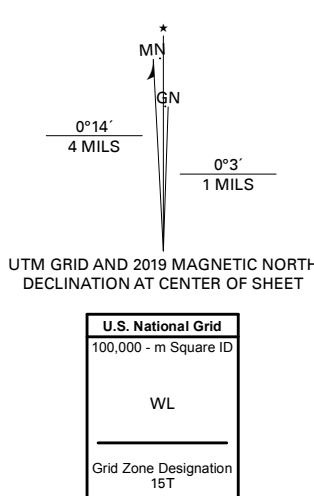 ★
MN
GN
0°14´
4 MILS
0°3´
1 MILS
UTM GRID AND 2019 MAGNETIC NORTH
DECLINATION AT CENTER OF SHEET
U.S. National Grid
100,000 - m Square ID
WL
Grid Zone Designation
15T